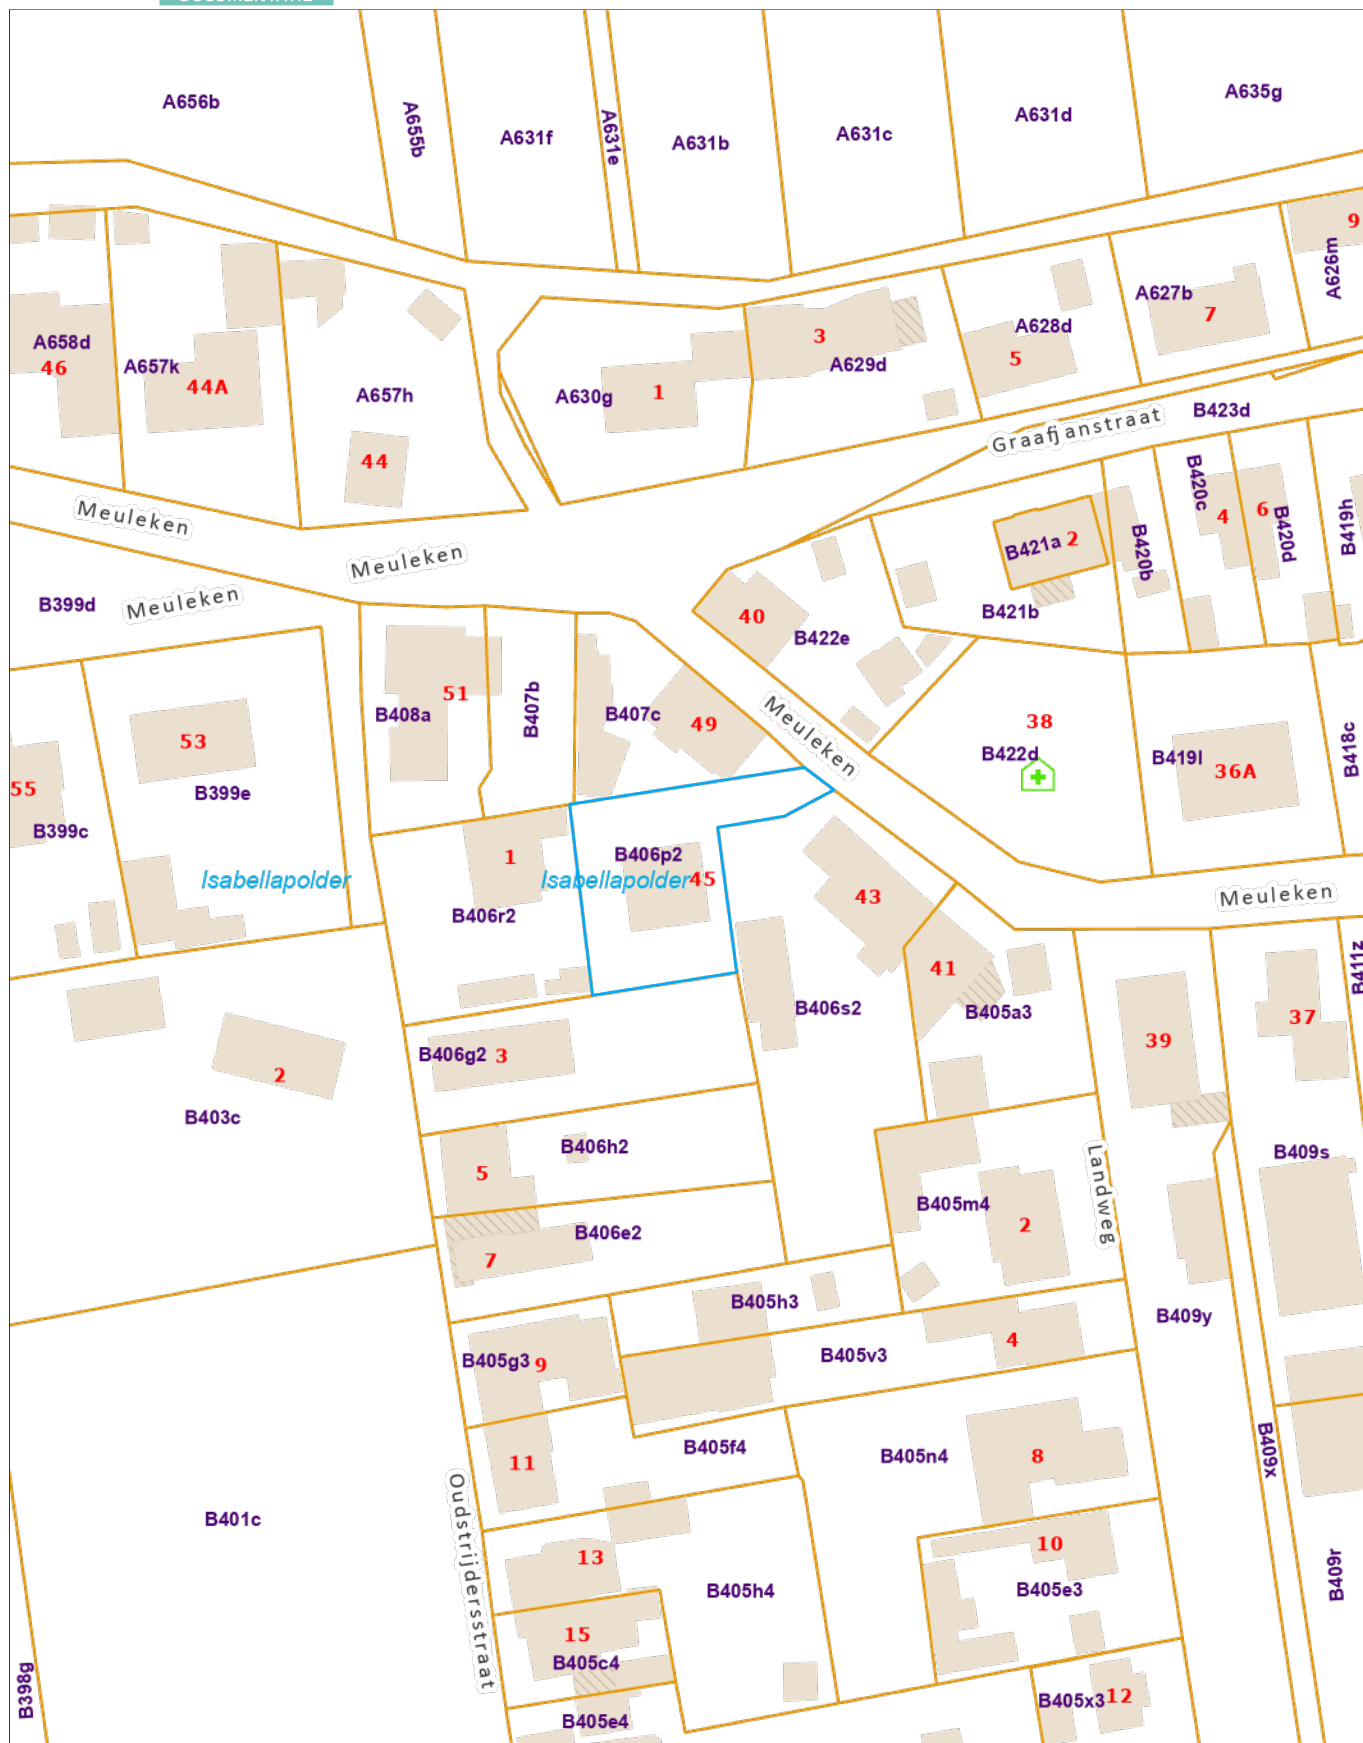 A656b
A655b
A631f
A631e
A631b
A631c
A631d
A635g
9
A626m
A627b
7
A628d
5
3
A629d
A630g
1
A658d
46
A657k
44A
A657h
44
Graafjanstraat
B423d
Meuleken
Meuleken
Meuleken
B399d
B421a
2
B420b
B420c
4
6
B420d
B419h
B421b
40
B422e
51
B408a
B407b
B407c
49
Meuleken
38
B422d
B419l
36A
B418c
53
B399e
55
B399c
Isabellapolder
1
B406r2
B406p2
45
Isabellapolder
43
Meuleken
41
B405a3
B406s2
39
37
B411z
B403c
2
B406g2
3
B406h2
5
B406e2
7
B405m4
2
Landweg
B409s
B409y
B405h3
B405v3
4
B405g3
9
11
B405f4
B405n4
8
B409x
B401c
Oudstrijdersstraat
13
B405h4
10
B405e3
B409r
15
B405c4
B405e4
B405x3
12
B398g